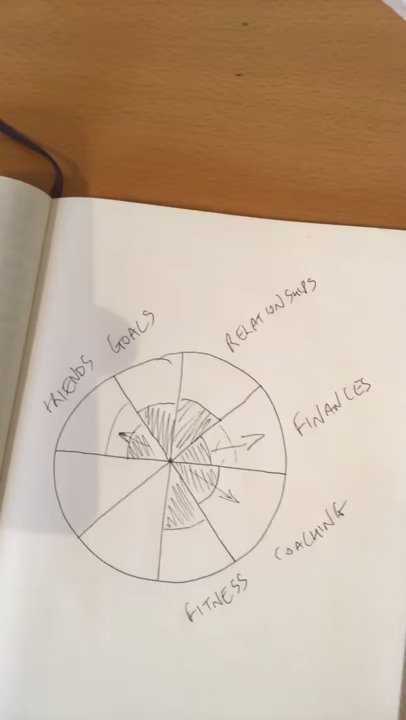 FRIENDS
GOALS
RELATIONSHIPS
FINANCES
COACHING
FITNESS